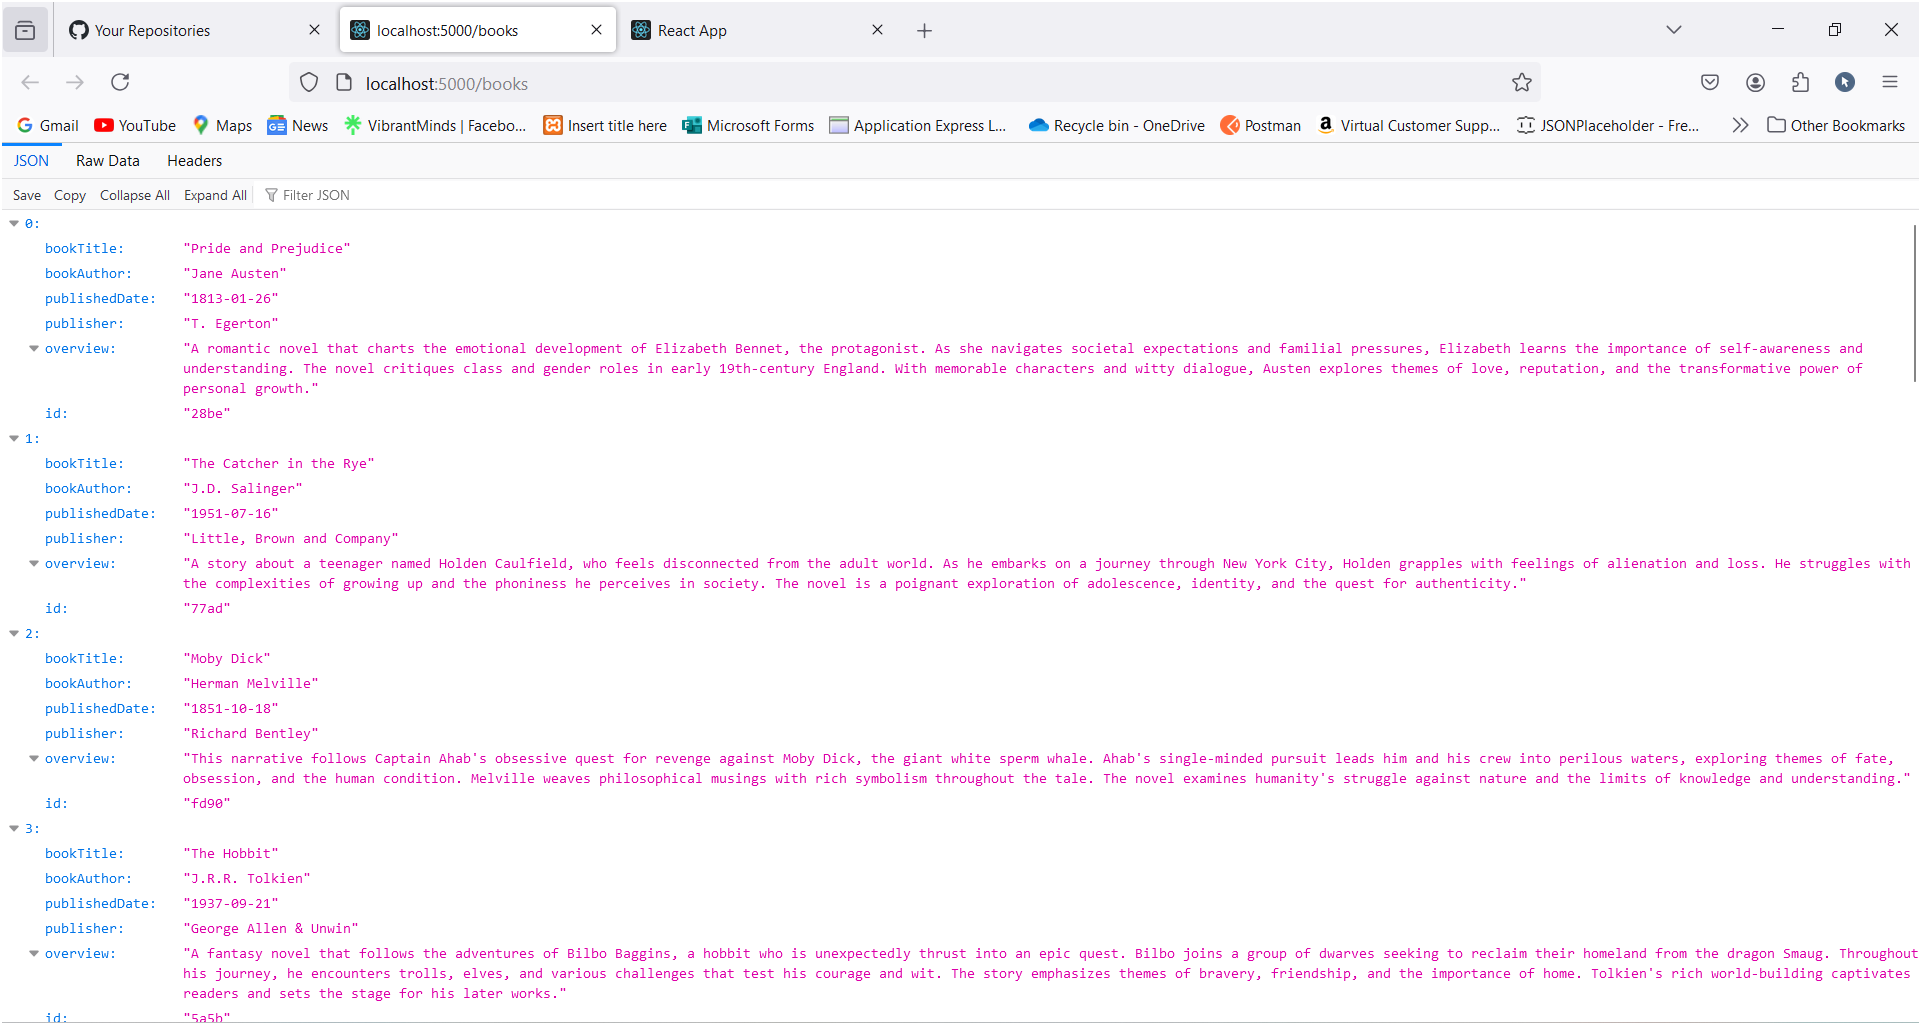 Your Repositories
localhost:5000/books
React App
localhost:5000/books
Gmail YouTube Maps News VibrantMinds | Facebo... Insert title here Microsoft Forms Application Express L... Recycle bin - OneDrive Postman Virtual Customer Supp... JSONPlaceholder - Fre... Other Bookmarks
JSON Raw Data Headers
Save Copy Collapse All Expand All Filter JSON
0:
bookTitle: "Pride and Prejudice"
bookAuthor: "Jane Austen"
publishedDate: "1813-01-26"
publisher: "T. Egerton"
overview: "A romantic novel that charts the emotional development of Elizabeth Bennet, the protagonist. As she navigates societal expectations and familial pressures, Elizabeth learns the importance of self-awareness and
understanding. The novel critiques class and gender roles in early 19th-century England. With memorable characters and witty dialogue, Austen explores themes of love, reputation, and the transformative power of
personal growth."
id: "28be"
1:
bookTitle: "The Catcher in the Rye"
bookAuthor: "J.D. Salinger"
publishedDate: "1951-07-16"
publisher: "Little, Brown and Company"
overview: "A story about a teenager named Holden Caulfield, who feels disconnected from the adult world. As he embarks on a journey through New York City, Holden grapples with feelings of alienation and loss. He struggles with
the complexities of growing up and the phoniness he perceives in society. The novel is a poignant exploration of adolescence, identity, and the quest for authenticity."
id: "77ad"
2:
bookTitle: "Moby Dick"
bookAuthor: "Herman Melville"
publishedDate: "1851-10-18"
publisher: "Richard Bentley"
overview: "This narrative follows Captain Ahab's obsessive quest for revenge against Moby Dick, the giant white sperm whale. Ahab's single-minded pursuit leads him and his crew into perilous waters, exploring themes of fate,
obsession, and the human condition. Melville weaves philosophical musings with rich symbolism throughout the tale. The novel examines humanity's struggle against nature and the limits of knowledge and understanding."
id: "fd90"
3:
bookTitle: "The Hobbit"
bookAuthor: "J.R.R. Tolkien"
publishedDate: "1937-09-21"
publisher: "George Allen & Unwin"
overview: "A fantasy novel that follows the adventures of Bilbo Baggins, a hobbit who is unexpectedly thrust into an epic quest. Bilbo joins a group of dwarves seeking to reclaim their homeland from the dragon Smaug. Throughout
his journey, he encounters trolls, elves, and various challenges that test his courage and wit. The story emphasizes themes of bravery, friendship, and the importance of home. Tolkien's rich world-building captivates
readers and sets the stage for his later works."
id: "5a5b"